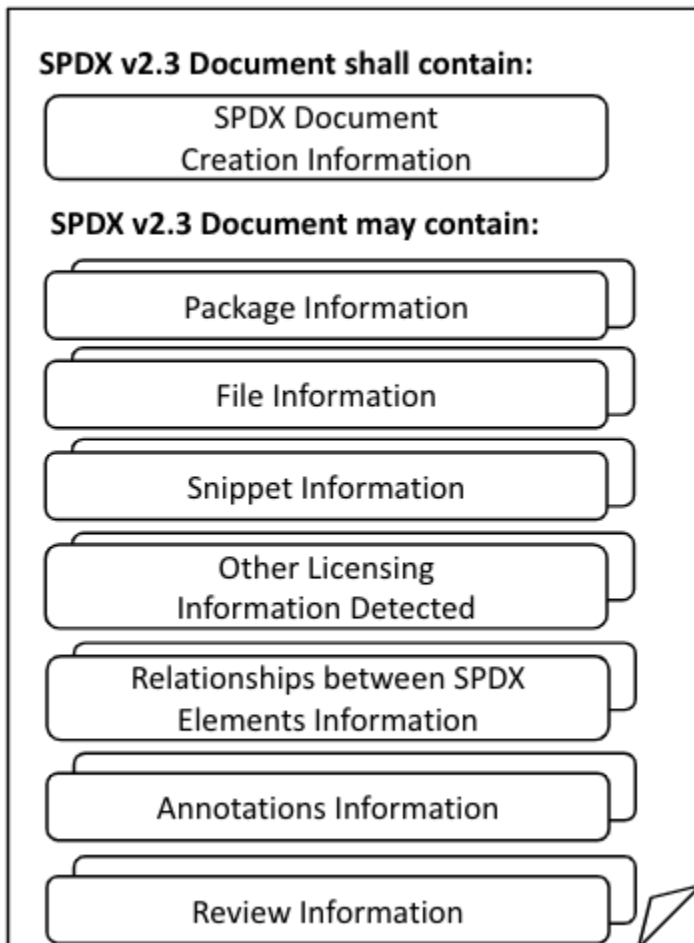 SPDX v2.3 Document shall contain:
SPDX Document
Creation Information
SPDX v2.3 Document may contain:
Package Information
File Information
Snippet Information
Other Licensing
Information Detected
Relationships between SPDX
Elements Information
Annotations Information
Review Information